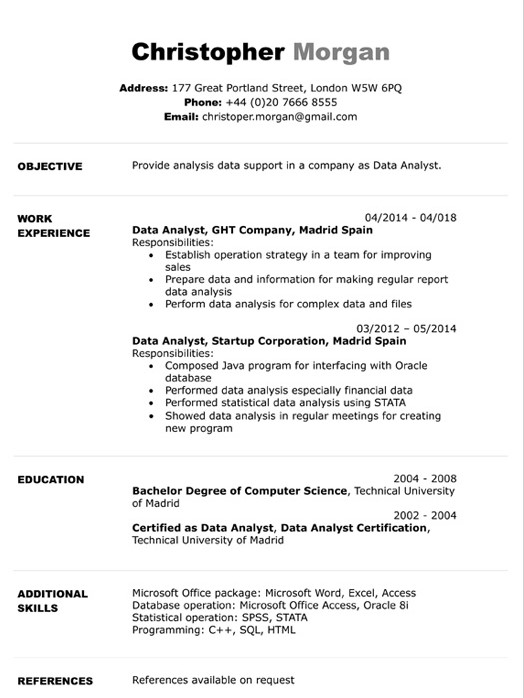 Christopher Morgan
Address: 177 Great Portland Street, London W5W 6PQ
Phone: +44 (0)20 7666 8555
Email: christoper.morgan@gmail.com
OBJECTIVE
Provide analysis data support in a company as Data Analyst.
WORK
EXPERIENCE
04/2014 - 04/018
Data Analyst, GHT Company, Madrid Spain
Responsibilities:
• Establish operation strategy in a team for improving
sales
• Prepare data and information for making regular report
data analysis
• Perform data analysis for complex data and files
03/2012 – 05/2014
Data Analyst, Startup Corporation, Madrid Spain
Responsibilities:
• Composed Java program for interfacing with Oracle
database
• Performed data analysis especially financial data
• Performed statistical data analysis using STATA
• Showed data analysis in regular meetings for creating
new program
EDUCATION
2004 - 2008
Bachelor Degree of Computer Science, Technical University
of Madrid
2002 - 2004
Certified as Data Analyst, Data Analyst Certification,
Technical University of Madrid
ADDITIONAL
SKILLS
Microsoft Office package: Microsoft Word, Excel, Access
Database operation: Microsoft Office Access, Oracle 8i
Statistical operation: SPSS, STATA
Programming: C++, SQL, HTML
REFERENCES
References available on request